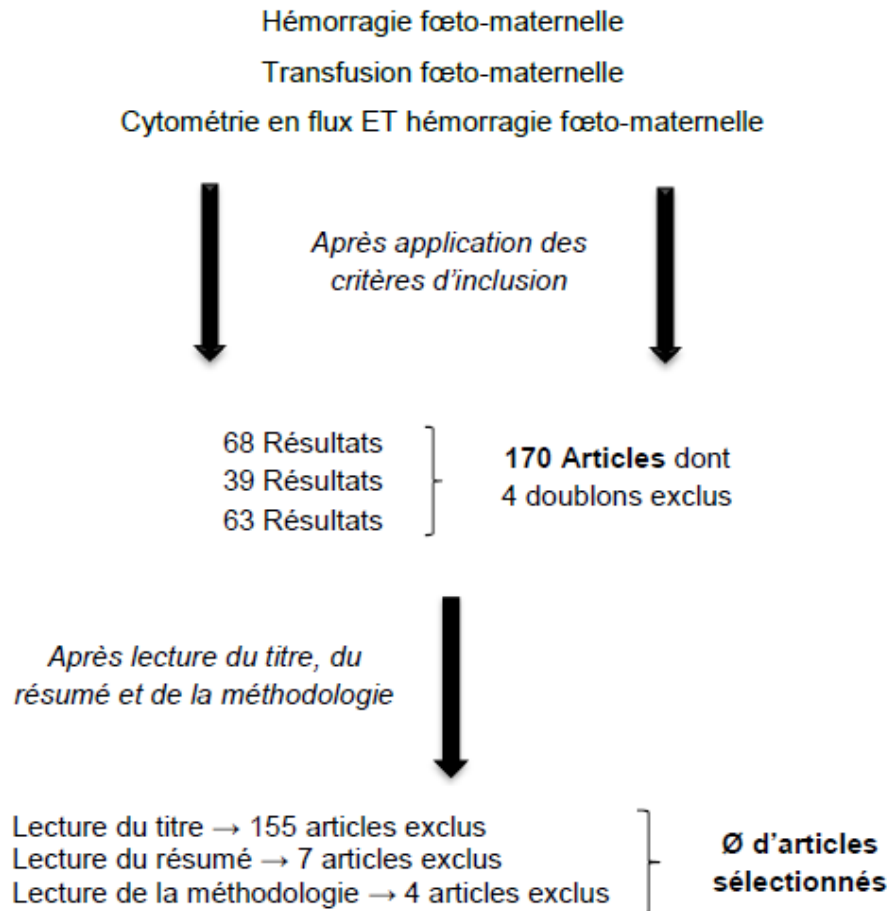 Hémorragie fœto-maternelle
Transfusion fœto-maternelle
Cytométrie en flux ET hémorragie fœto-maternelle
Après application des
critères d’inclusion
68 Résultats
39 Résultats
63 Résultats
170 Articles dont
4 doublons exclus
Après lecture du titre, du
résumé et de la méthodologie
Lecture du titre → 155 articles exclus
Lecture du résumé → 7 articles exclus
Lecture de la méthodologie → 4 articles exclus
Ø d’articles
sélectionnés